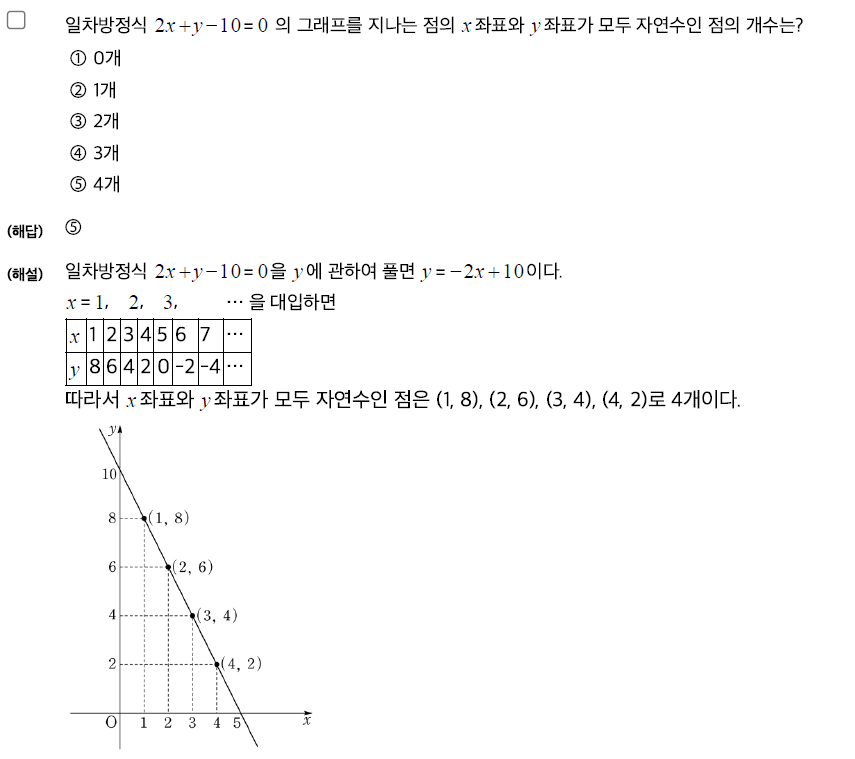 일차방정식 2x+y-10=0 의 그래프를 지나는 점의 x좌표와 y좌표가 모두 자연수인 점의 개수는?
① 0개
② 1개
③ 2개
④ 3개
⑤ 4개
(해답) ⑤
(해설) 일차방정식 2x+y-10=0을 y에 관하여 풀면 y=-2x+10이다.
x=1, 2, 3, ⋯ 을 대입하면
x 1 2 3 4 5 6 7 ⋯
y 8 6 4 2 0 -2 -4 ⋯
따라서 x좌표와 y좌표가 모두 자연수인 점은 (1, 8), (2, 6), (3, 4), (4, 2)로 4개이다.
y
10
8 (1, 8)
6 (2, 6)
4 (3, 4)
2 (4, 2)
O 1 2 3 4 5 x